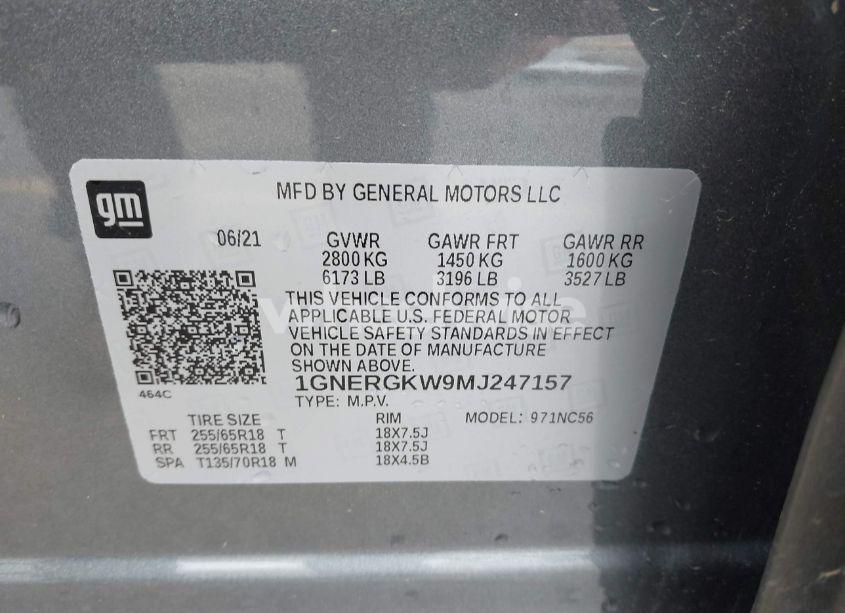 gm
MFD BY GENERAL MOTORS LLC
06/21 GVWR GAWR FRT GAWR RR
2800 KG 1450 KG 1600 KG
6173 LB 3196 LB 3527 LB
THIS VEHICLE CONFORMS TO ALL
APPLICABLE U.S. FEDERAL MOTOR
VEHICLE SAFETY STANDARDS IN EFFECT
ON THE DATE OF MANUFACTURE
SHOWN ABOVE.
1GNERGKW9MJ247157
464C
TYPE: M.P.V.
TIRE SIZE RIM MODEL: 971NC56
FRT 255/65R18 T 18X7.5J
RR 255/65R18 T 18X7.5J
SPA T135/70R18 M 18X4.5B